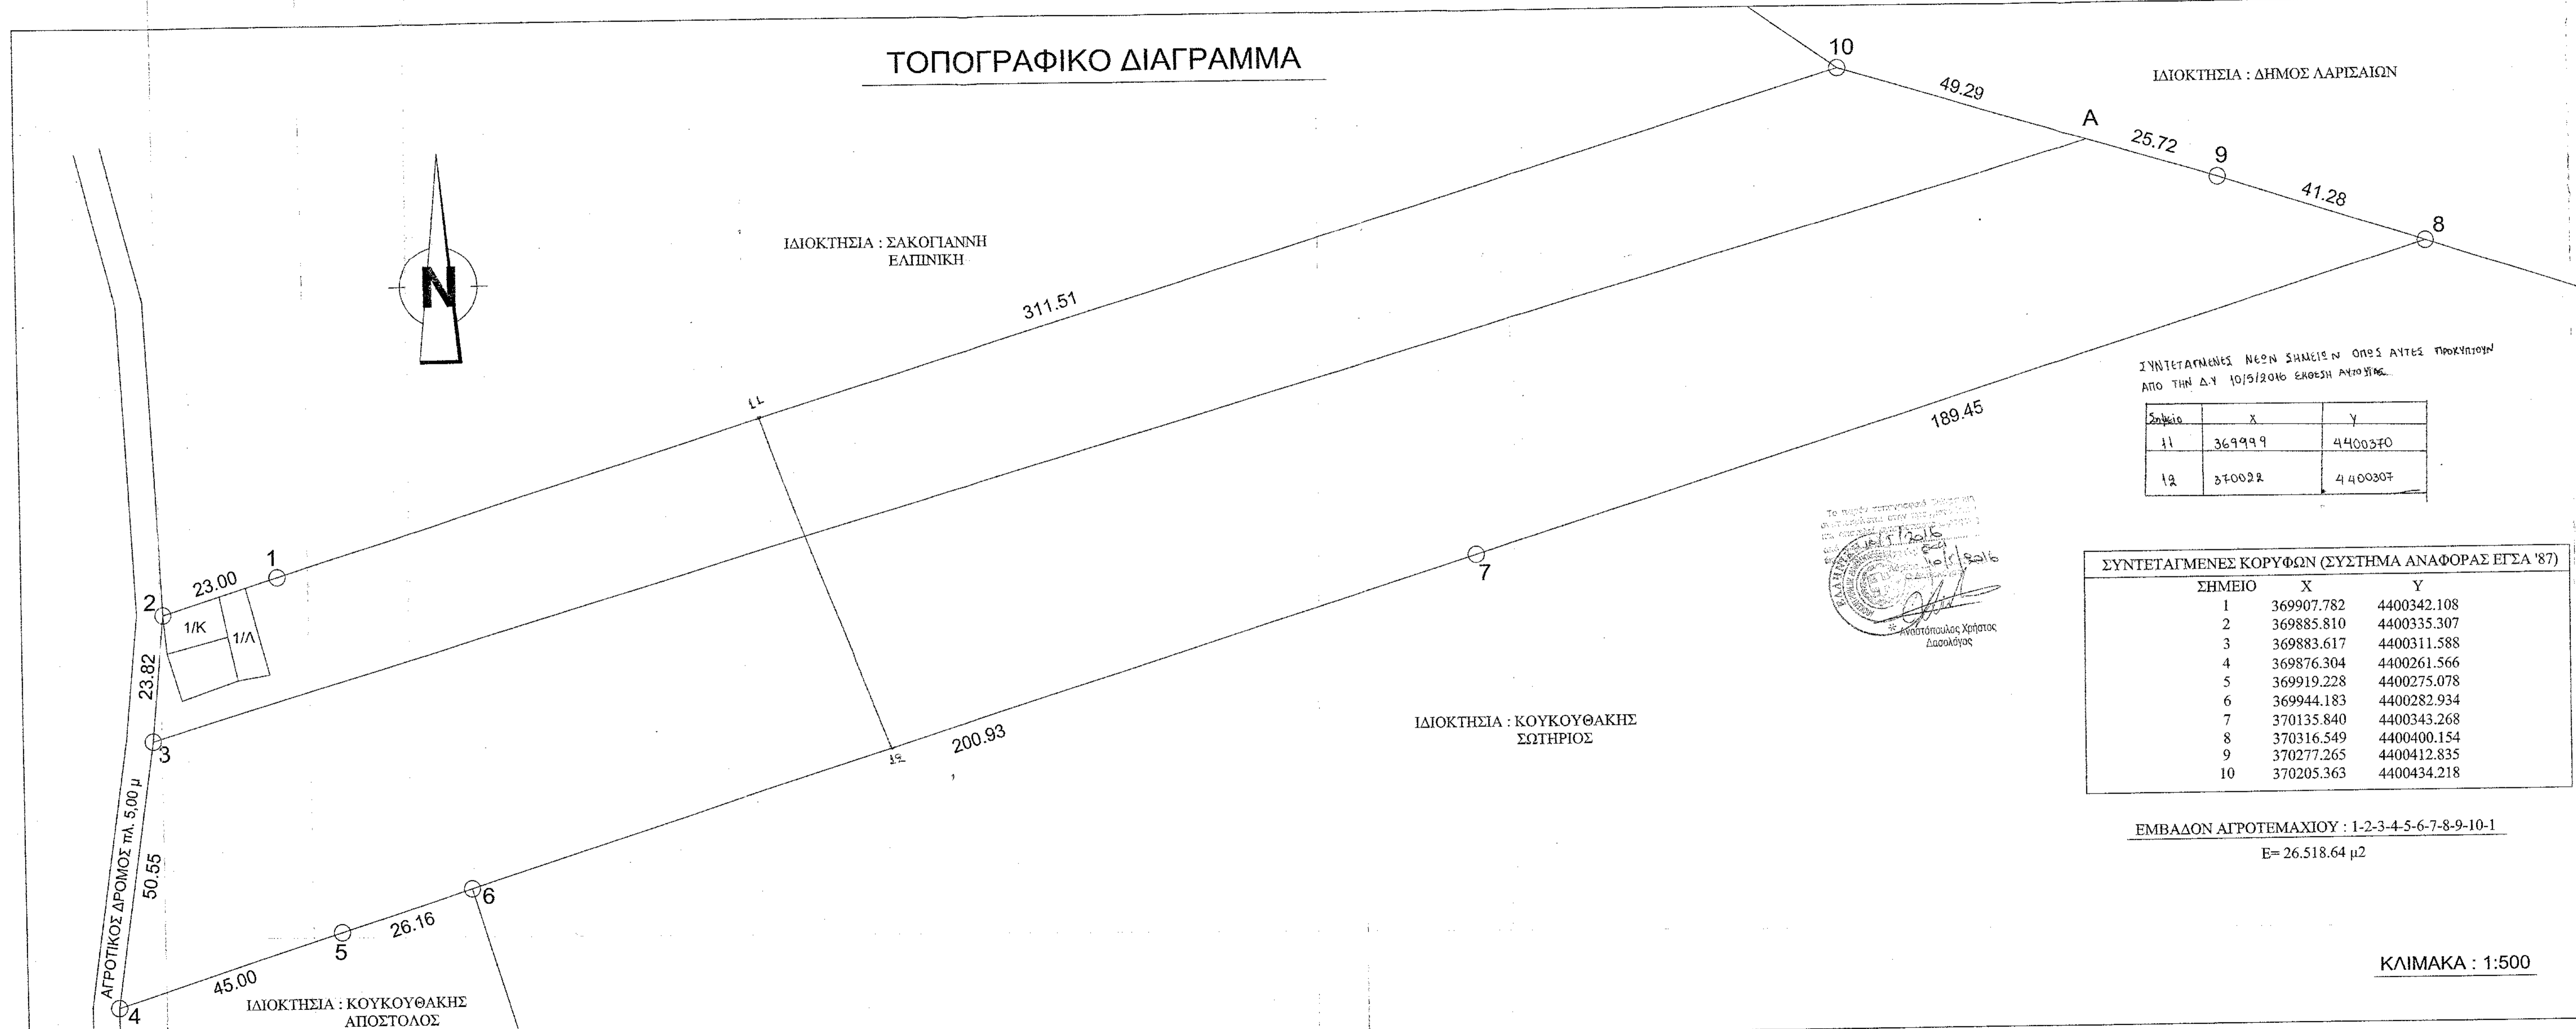 ΤΟΠΟΓΡΑΦΙΚΟ ΔΙΑΓΡΑΜΜΑ
10
ΙΔΙΟΚΤΗΣΙΑ : ΔΗΜΟΣ ΛΑΡΙΣΑΙΩΝ
49.29
A
25.72
9
41.28
8
N
ΙΔΙΟΚΤΗΣΙΑ : ΣΑΚΟΓΙΑΝΝΗ
ΕΛΠΙΝΙΚΗ
311.51
11
189.45
ΣΥΝΤΕΤΑΓΜΕΝΕΣ ΝΕΩΝ ΣΗΜΕΙΩΝ ΟΠΩΣ ΑΥΤΕΣ ΠΡΟΚΥΠΤΟΥΝ
ΑΠΟ ΤΗΝ Δ.Υ 10/5/2016 ΕΚΘΕΣΗ ΑΥΤΟΨΙΑΣ
Σημείο X Y
11 369999 4400370
12 370022 4400307
10/5/2016
10/5/2016
Αναστόπουλος Χρήστος
Δασολόγος
1
23.00
2
1/Κ
1/Λ
23.82
3
7
12
200.93
ΙΔΙΟΚΤΗΣΙΑ : ΚΟΥΚΟΥΘΑΚΗΣ
ΣΩΤΗΡΙΟΣ
ΣΥΝΤΕΤΑΓΜΕΝΕΣ ΚΟΡΥΦΩΝ (ΣΥΣΤΗΜΑ ΑΝΑΦΟΡΑΣ ΕΓΣΑ '87)
ΣΗΜΕΙΟ X Y
1 369907.782 4400342.108
2 369885.810 4400335.307
3 369883.617 4400311.588
4 369876.304 4400261.566
5 369919.228 4400275.078
6 369944.183 4400282.934
7 370135.840 4400343.268
8 370316.549 4400400.154
9 370277.265 4400412.835
10 370205.363 4400434.218
ΕΜΒΑΔΟΝ ΑΓΡΟΤΕΜΑΧΙΟΥ : 1-2-3-4-5-6-7-8-9-10-1
Ε= 26.518.64 μ2
ΑΓΡΟΤΙΚΟΣ ΔΡΟΜΟΣ πλ. 5,00 μ
50.55
6
26.16
5
45.00
4
ΙΔΙΟΚΤΗΣΙΑ : ΚΟΥΚΟΥΘΑΚΗΣ
ΑΠΟΣΤΟΛΟΣ
ΚΛΙΜΑΚΑ : 1:500